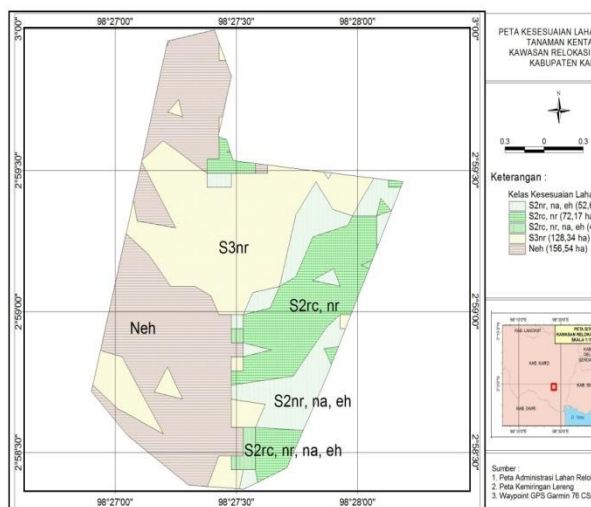 98°27'00" 98°27'30" 98°28'00"
3°00"
2°59'30"
2°59'00"
2°58'30"
S3nr
S2rc, nr
Neh
S2nr, na, eh
S2rc, nr, na, eh
98°27'00" 98°27'30" 98°28'00"
3°00"
2°59'30"
2°59'00"
2°58'30"
PETA KESESUAIAN LAHA
TANAMAN KENTA
KAWASAN RELOKASI
KABUPATEN KA
0.3 0 0.3
Keterangan :
Kelas Kesesuaian Laha
S2nr, na, eh (52,6
S2rc, nr (72,17 ha
S2rc, nr, na, eh (4
S3nr (128,34 ha)
Neh (156,54 ha)
PETA SIT
KAWASAN RELOKA
KAB. LANGKAT
KAB. KARO
KAB. DAIRI
Sumber :
1. Peta Administrasi Lahan Relo
2. Peta Kemiringan Lereng
3. Waypoint GPS Garmin 76 CS